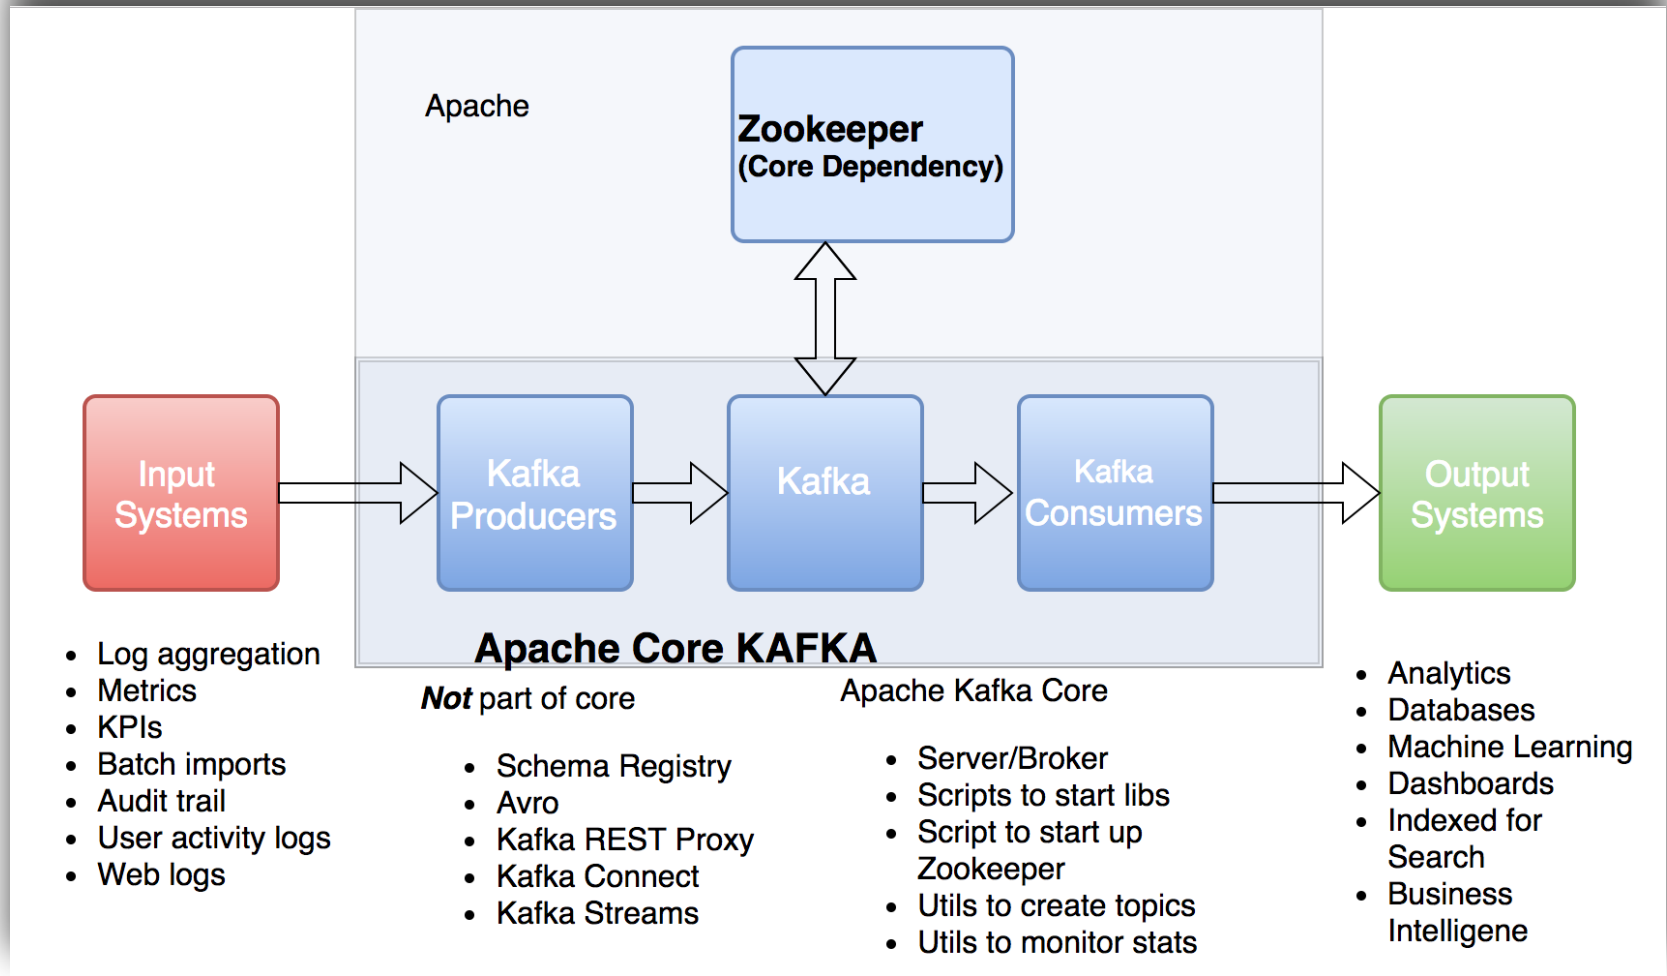 Apache
Zookeeper
(Core Dependency)
Input
Systems
Kafka
Producers
Kafka
Kafka
Consumers
Output
Systems
Apache Core KAFKA
Log aggregation
Metrics
KPIs
Batch imports
Audit trail
User activity logs
Web logs
Not part of core
Schema Registry
Avro
Kafka REST Proxy
Kafka Connect
Kafka Streams
Apache Kafka Core
Server/Broker
Scripts to start libs
Script to start up
Zookeeper
Utils to create topics
Utils to monitor stats
Analytics
Databases
Machine Learning
Dashboards
Indexed for
Search
Business
Intelligene